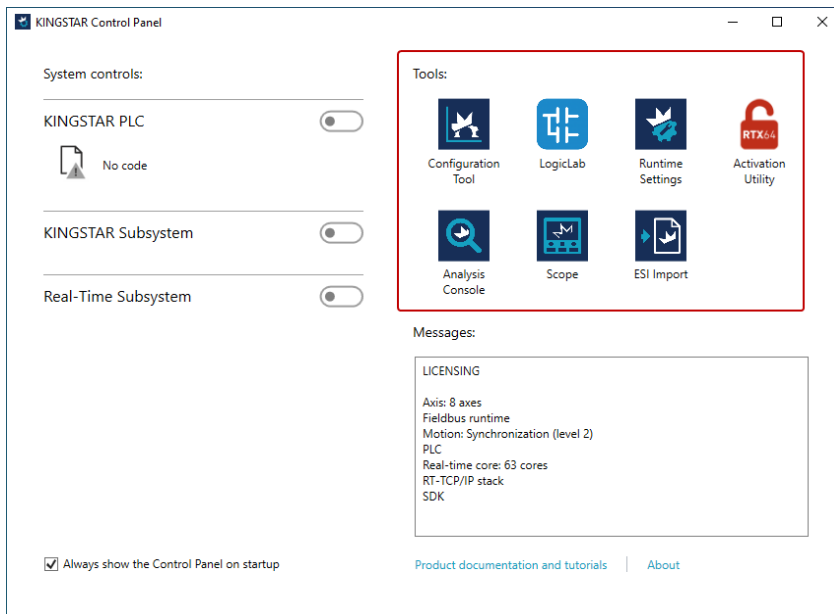 KINGSTAR Control Panel
System controls:
KINGSTAR PLC
No code
KINGSTAR Subsystem
Real-Time Subsystem
Tools:
Configuration
Tool
LogicLab
Runtime
Settings
RTX64
Activation
Utility
Analysis
Console
Scope
ESI Import
Messages:
LICENSING
Axis: 8 axes
Fieldbus runtime
Motion: Synchronization (level 2)
PLC
Real-time core: 63 cores
RT-TCP/IP stack
SDK
Always show the Control Panel on startup
Product documentation and tutorials
About